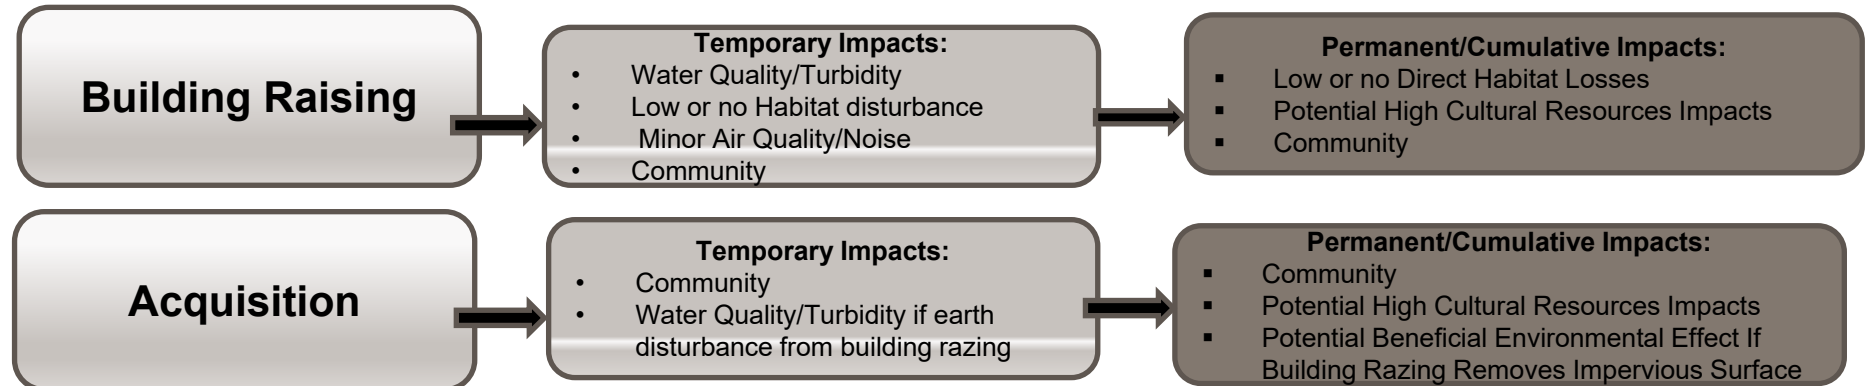 Building Raising
Temporary Impacts:
• Water Quality/Turbidity
• Low or no Habitat disturbance
• Minor Air Quality/Noise
• Community
Permanent/Cumulative Impacts:
▪ Low or no Direct Habitat Losses
▪ Potential High Cultural Resources Impacts
▪ Community
Acquisition
Temporary Impacts:
• Community
• Water Quality/Turbidity if earth
disturbance from building razing
Permanent/Cumulative Impacts:
▪ Community
▪ Potential High Cultural Resources Impacts
▪ Potential Beneficial Environmental Effect If
Building Razing Removes Impervious Surface